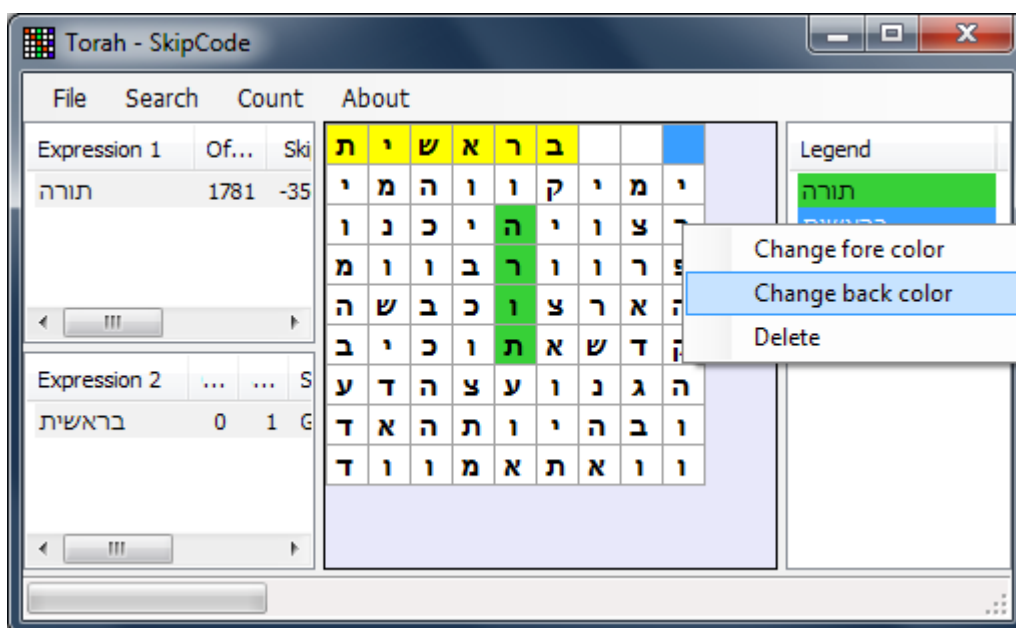 Torah - SkipCode
File Search Count About
Expression 1 Of... Ski
תורה 1781 -35
Expression 2 ... ... S
בראשית 0 1 G
ב ר א ש י ת
י מ י ק ו ו ה מ י
צ ו י ה י כ נ ו
פ ר ו ו ר ב ו ו מ
ה א ר צ ו כ ב ש ה
ק ד ש א ת ו כ י ב
ה ג נ ו ע צ ה ד ע
ו ב ה י ו ת ה א ד
ו ו א ת א מ ו ו ד
Legend
תורה
בראשית
Change fore color
Change back color
Delete